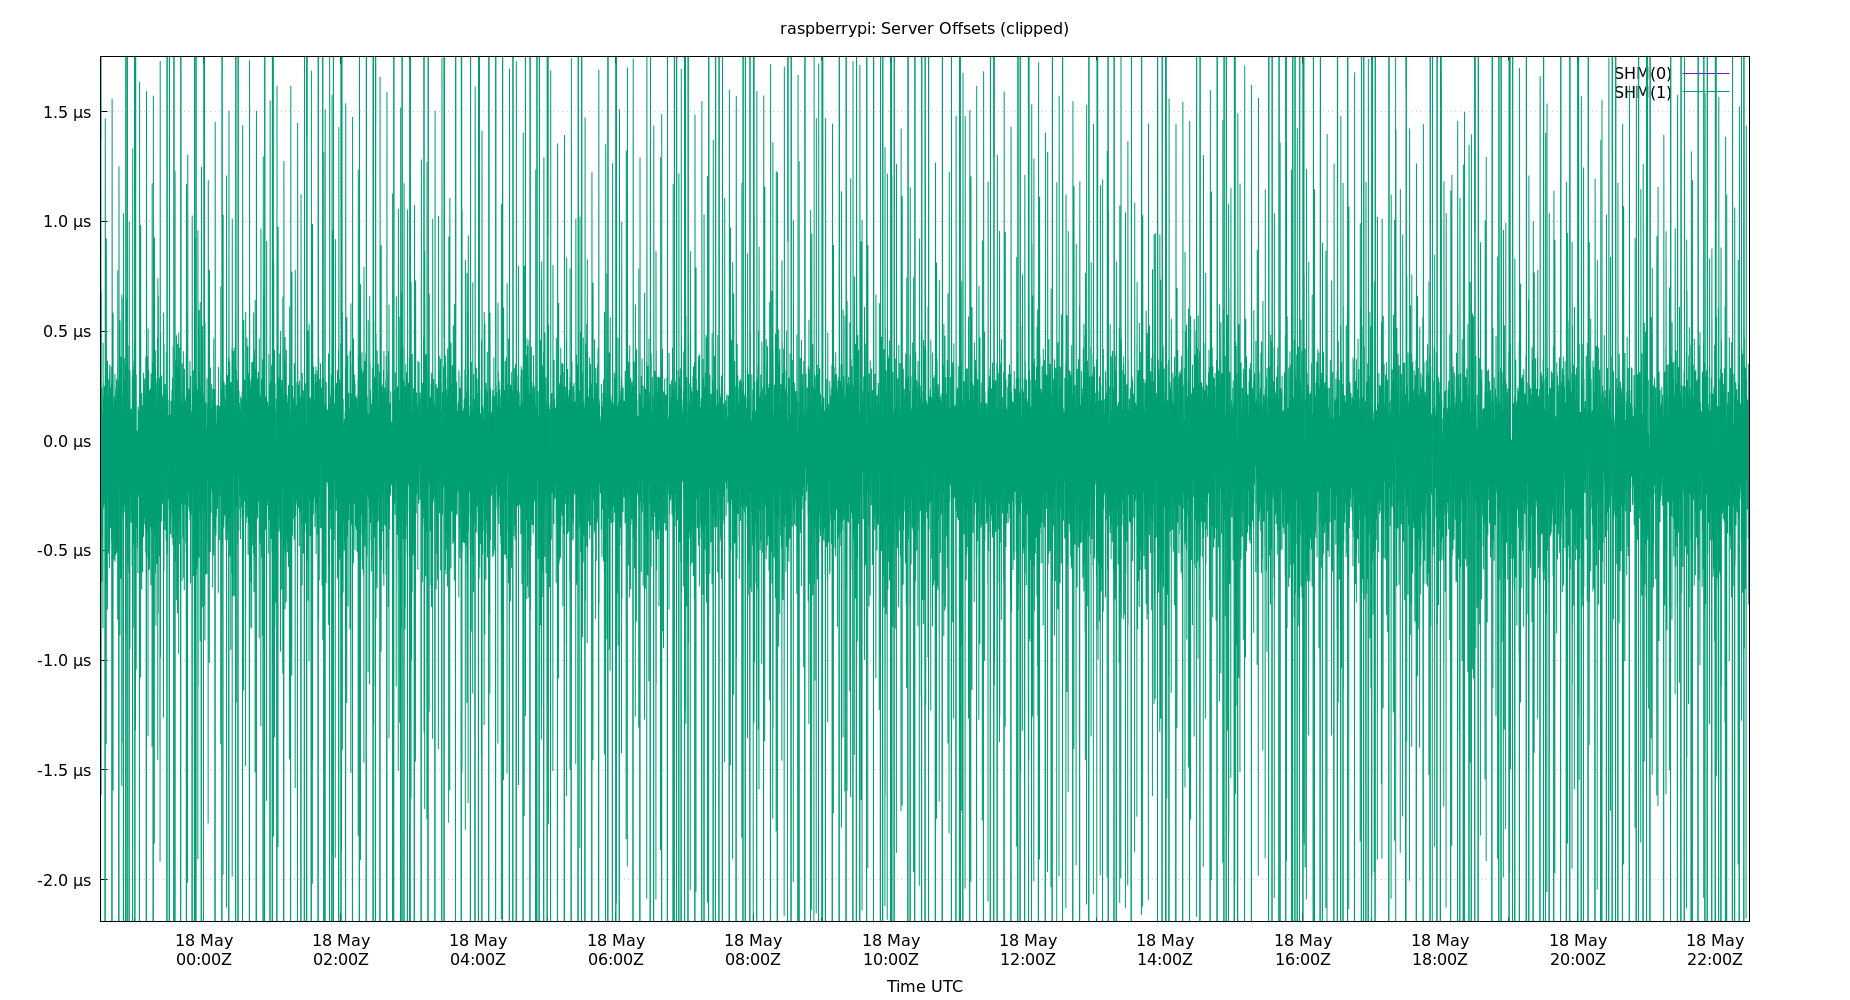 raspberrypi: Server Offsets (clipped)
SHM(0)
SHM(1)
1.5 µs
1.0 µs
0.5 µs
0.0 µs
-0.5 µs
-1.0 µs
-1.5 µs
-2.0 µs
18 May 18 May 18 May 18 May 18 May 18 May 18 May 18 May 18 May 18 May 18 May 18 May
00:00Z 02:00Z 04:00Z 06:00Z 08:00Z 10:00Z 12:00Z 14:00Z 16:00Z 18:00Z 20:00Z 22:00Z
Time UTC